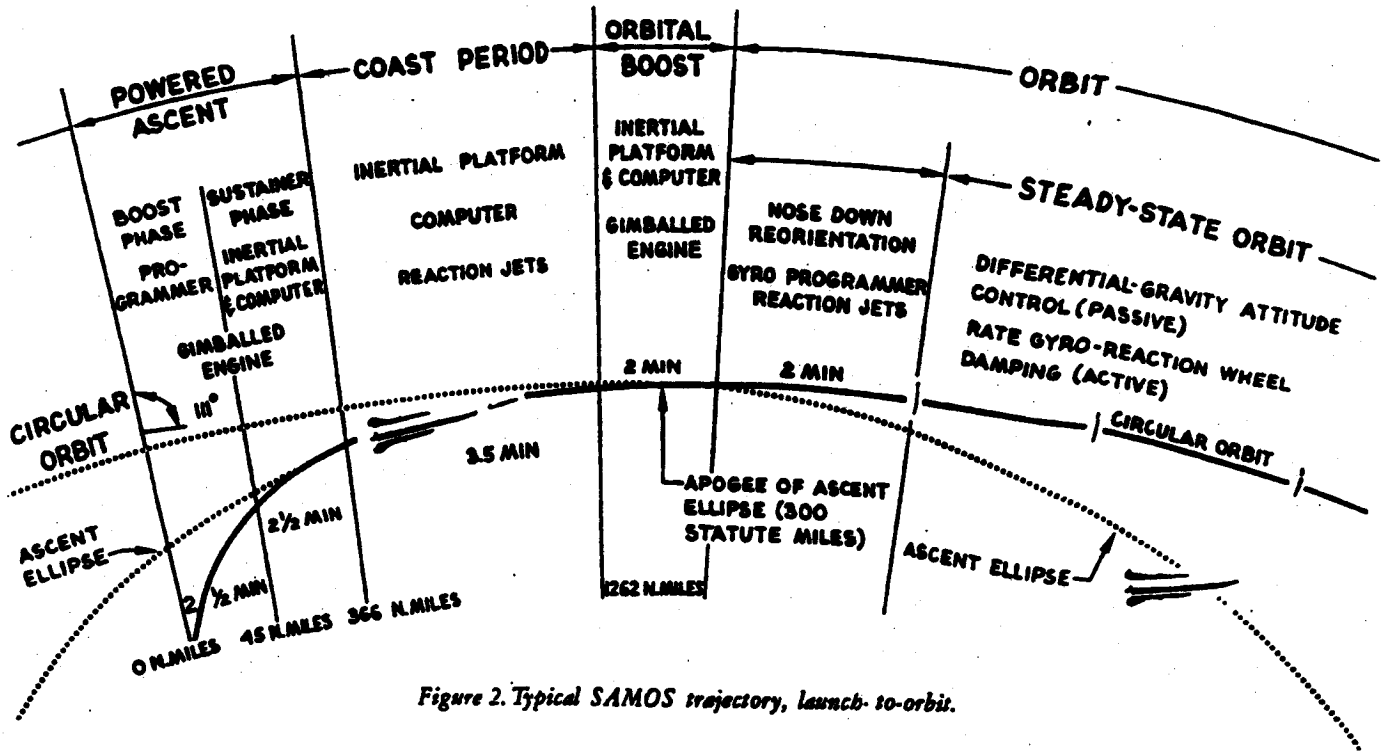 POWERED
ASCENT
COAST PERIOD
ORBITAL
BOOST
ORBIT
BOOST
PHASE
PRO-
GRAMMER
SUSTAINER
PHASE
INERTIAL
PLATFORM
& COMPUTER
GIMBALLED
ENGINE
INERTIAL PLATFORM
COMPUTER
REACTION JETS
INERTIAL
PLATFORM
& COMPUTER
GIMBALLED
ENGINE
NOSE DOWN
REORIENTATION
GYRO PROGRAMMER
REACTION JETS
STEADY-STATE ORBIT
DIFFERENTIAL-GRAVITY ATTITUDE
CONTROL (PASSIVE)
RATE GYRO-REACTION WHEEL
DAMPING (ACTIVE)
CIRCULAR
ORBIT
111°
2 MIN
2 MIN
CIRCULAR ORBIT
3.5 MIN
APOGEE OF ASCENT
ELLIPSE (300
STATUTE MILES)
ASCENT
ELLIPSE
2 ½ MIN
2½ MIN
ASCENT ELLIPSE
0 N.MILES
45 N.MILES
366 N.MILES
1262 N.MILES
Figure 2. Typical SAMOS trajectory, launch- to-orbit.